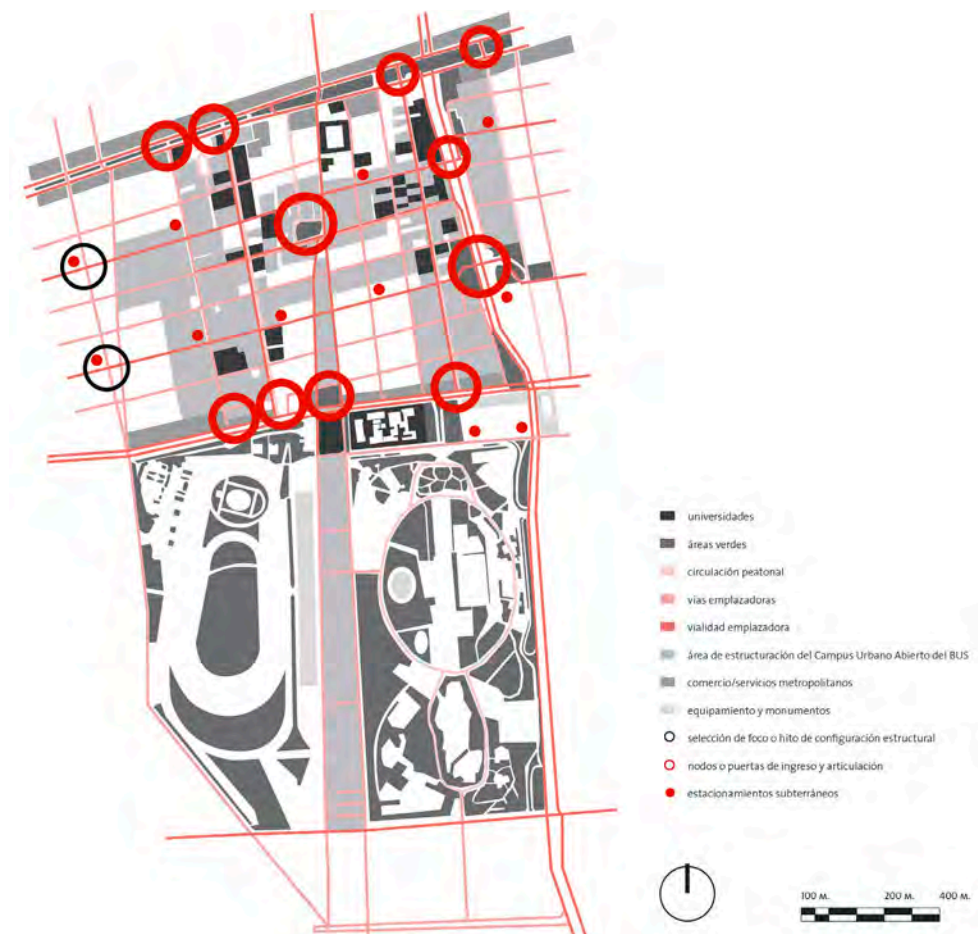 universidades
áreas verdes
circulación peatonal
vías emplazadoras
vialidad emplazadora
área de estructuración del Campus Urbano Abierto del BUS
comercio/servicios metropolitanos
equipamiento y monumentos
selección de foco o hito de configuración estructural
nodos o puertas de ingreso y articulación
estacionamientos subterráneos
100 M. 200 M. 400 M.